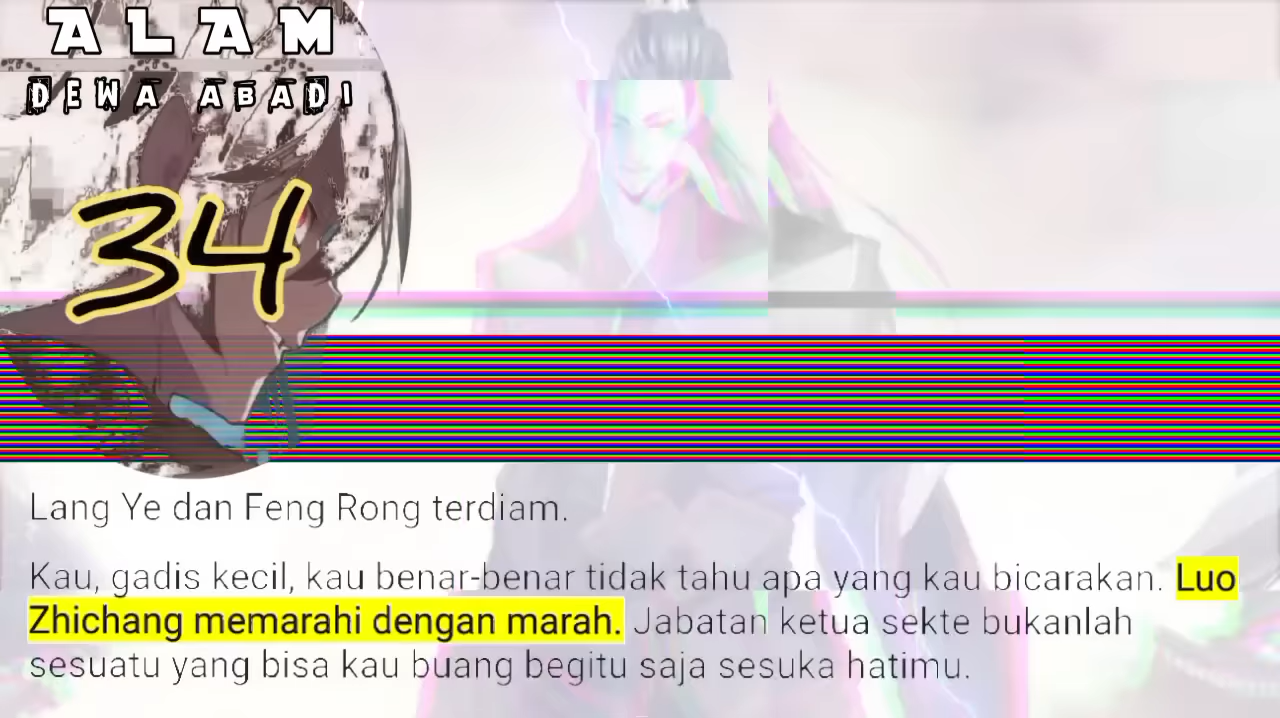 ALAM
DEWA ABADI
34
Lang Ye dan Feng Rong terdiam.
Kau, gadis kecil, kau benar-benar tidak tahu apa yang kau bicarakan. Luo
Zhichang memarahi dengan marah. Jabatan ketua sekte bukanlah
sesuatu yang bisa kau buang begitu saja sesuka hatimu.